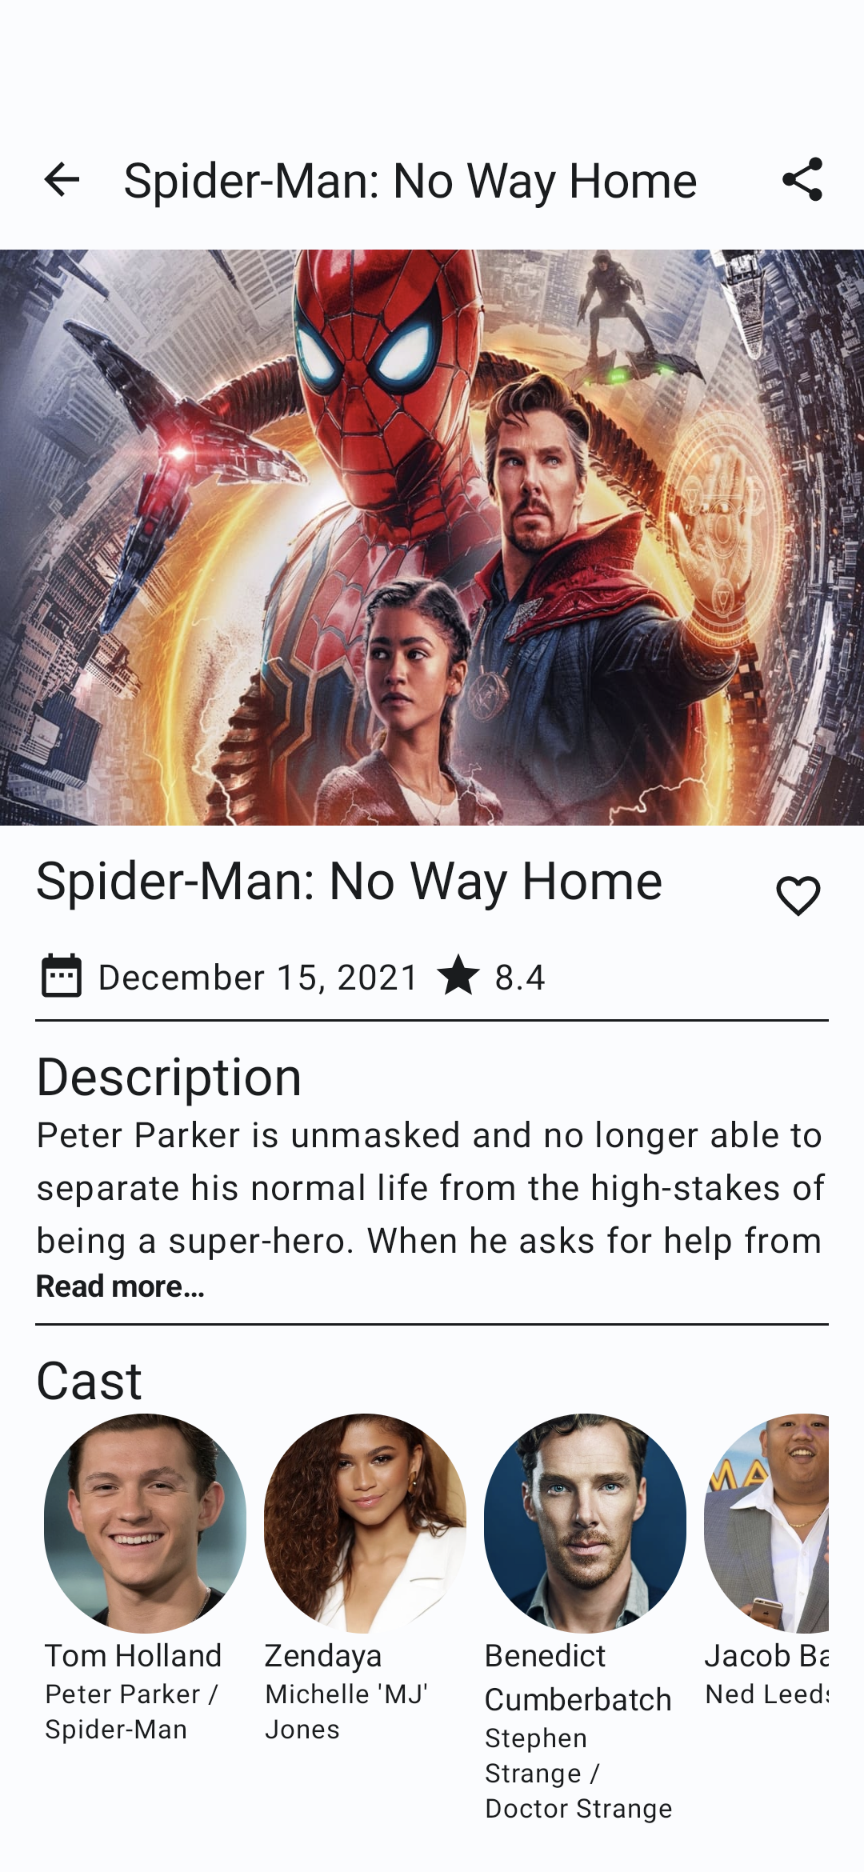 Spider-Man: No Way Home
Spider-Man: No Way Home
December 15, 2021 8.4
Description
Peter Parker is unmasked and no longer able to
separate his normal life from the high-stakes of
being a super-hero. When he asks for help from
Read more...
Cast
Tom Holland
Peter Parker /
Spider-Man
Zendaya
Michelle 'MJ'
Jones
Benedict
Cumberbatch
Stephen
Strange /
Doctor Strange
Jacob Ba
Ned Leeds